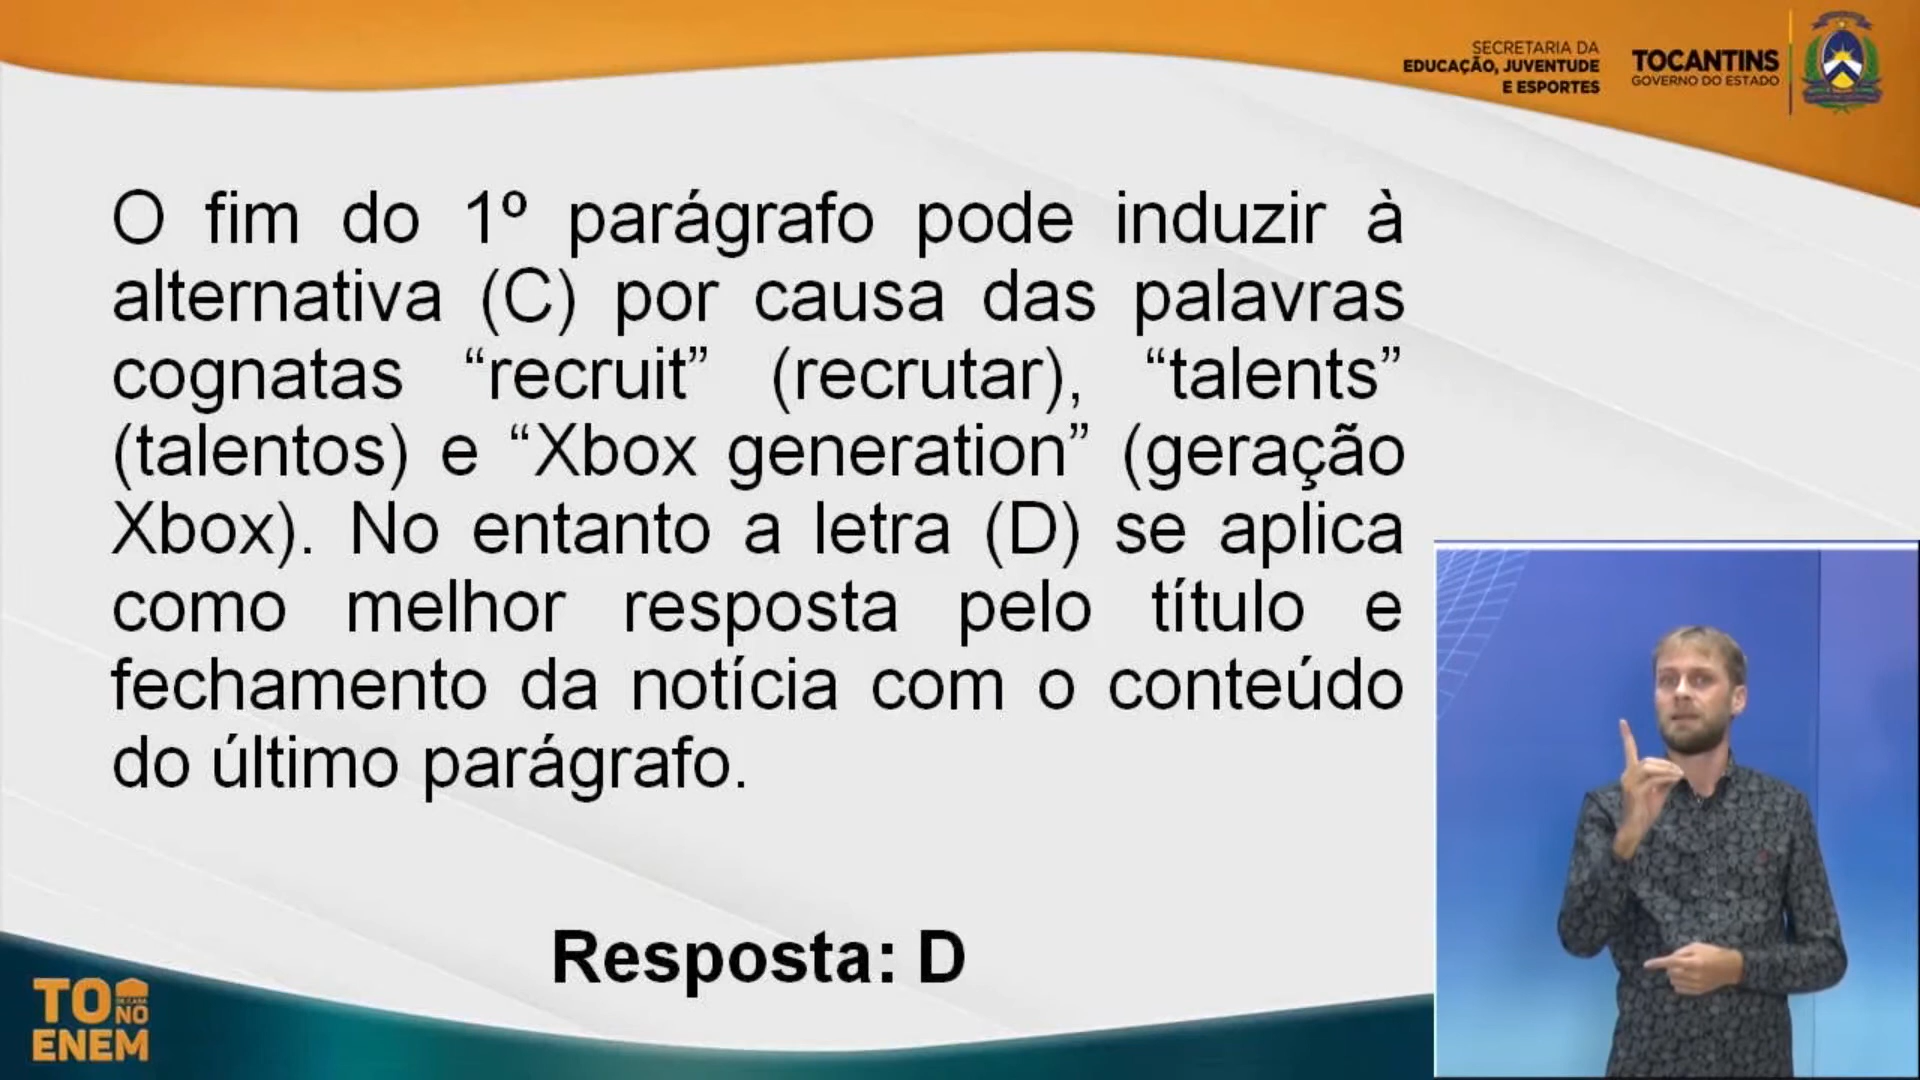 SECRETARIA DA
EDUCAÇÃO, JUVENTUDE
E ESPORTES
TOCANTINS
GOVERNO DO ESTADO
O fim do 1º parágrafo pode induzir à
alternativa (C) por causa das palavras
cognatas “recruit” (recrutar), “talents”
(talentos) e “Xbox generation” (geração
Xbox). No entanto a letra (D) se aplica
como melhor resposta pelo título e
fechamento da notícia com o conteúdo
do último parágrafo.
Resposta: D
TO
DE CASA
NO
ENEM